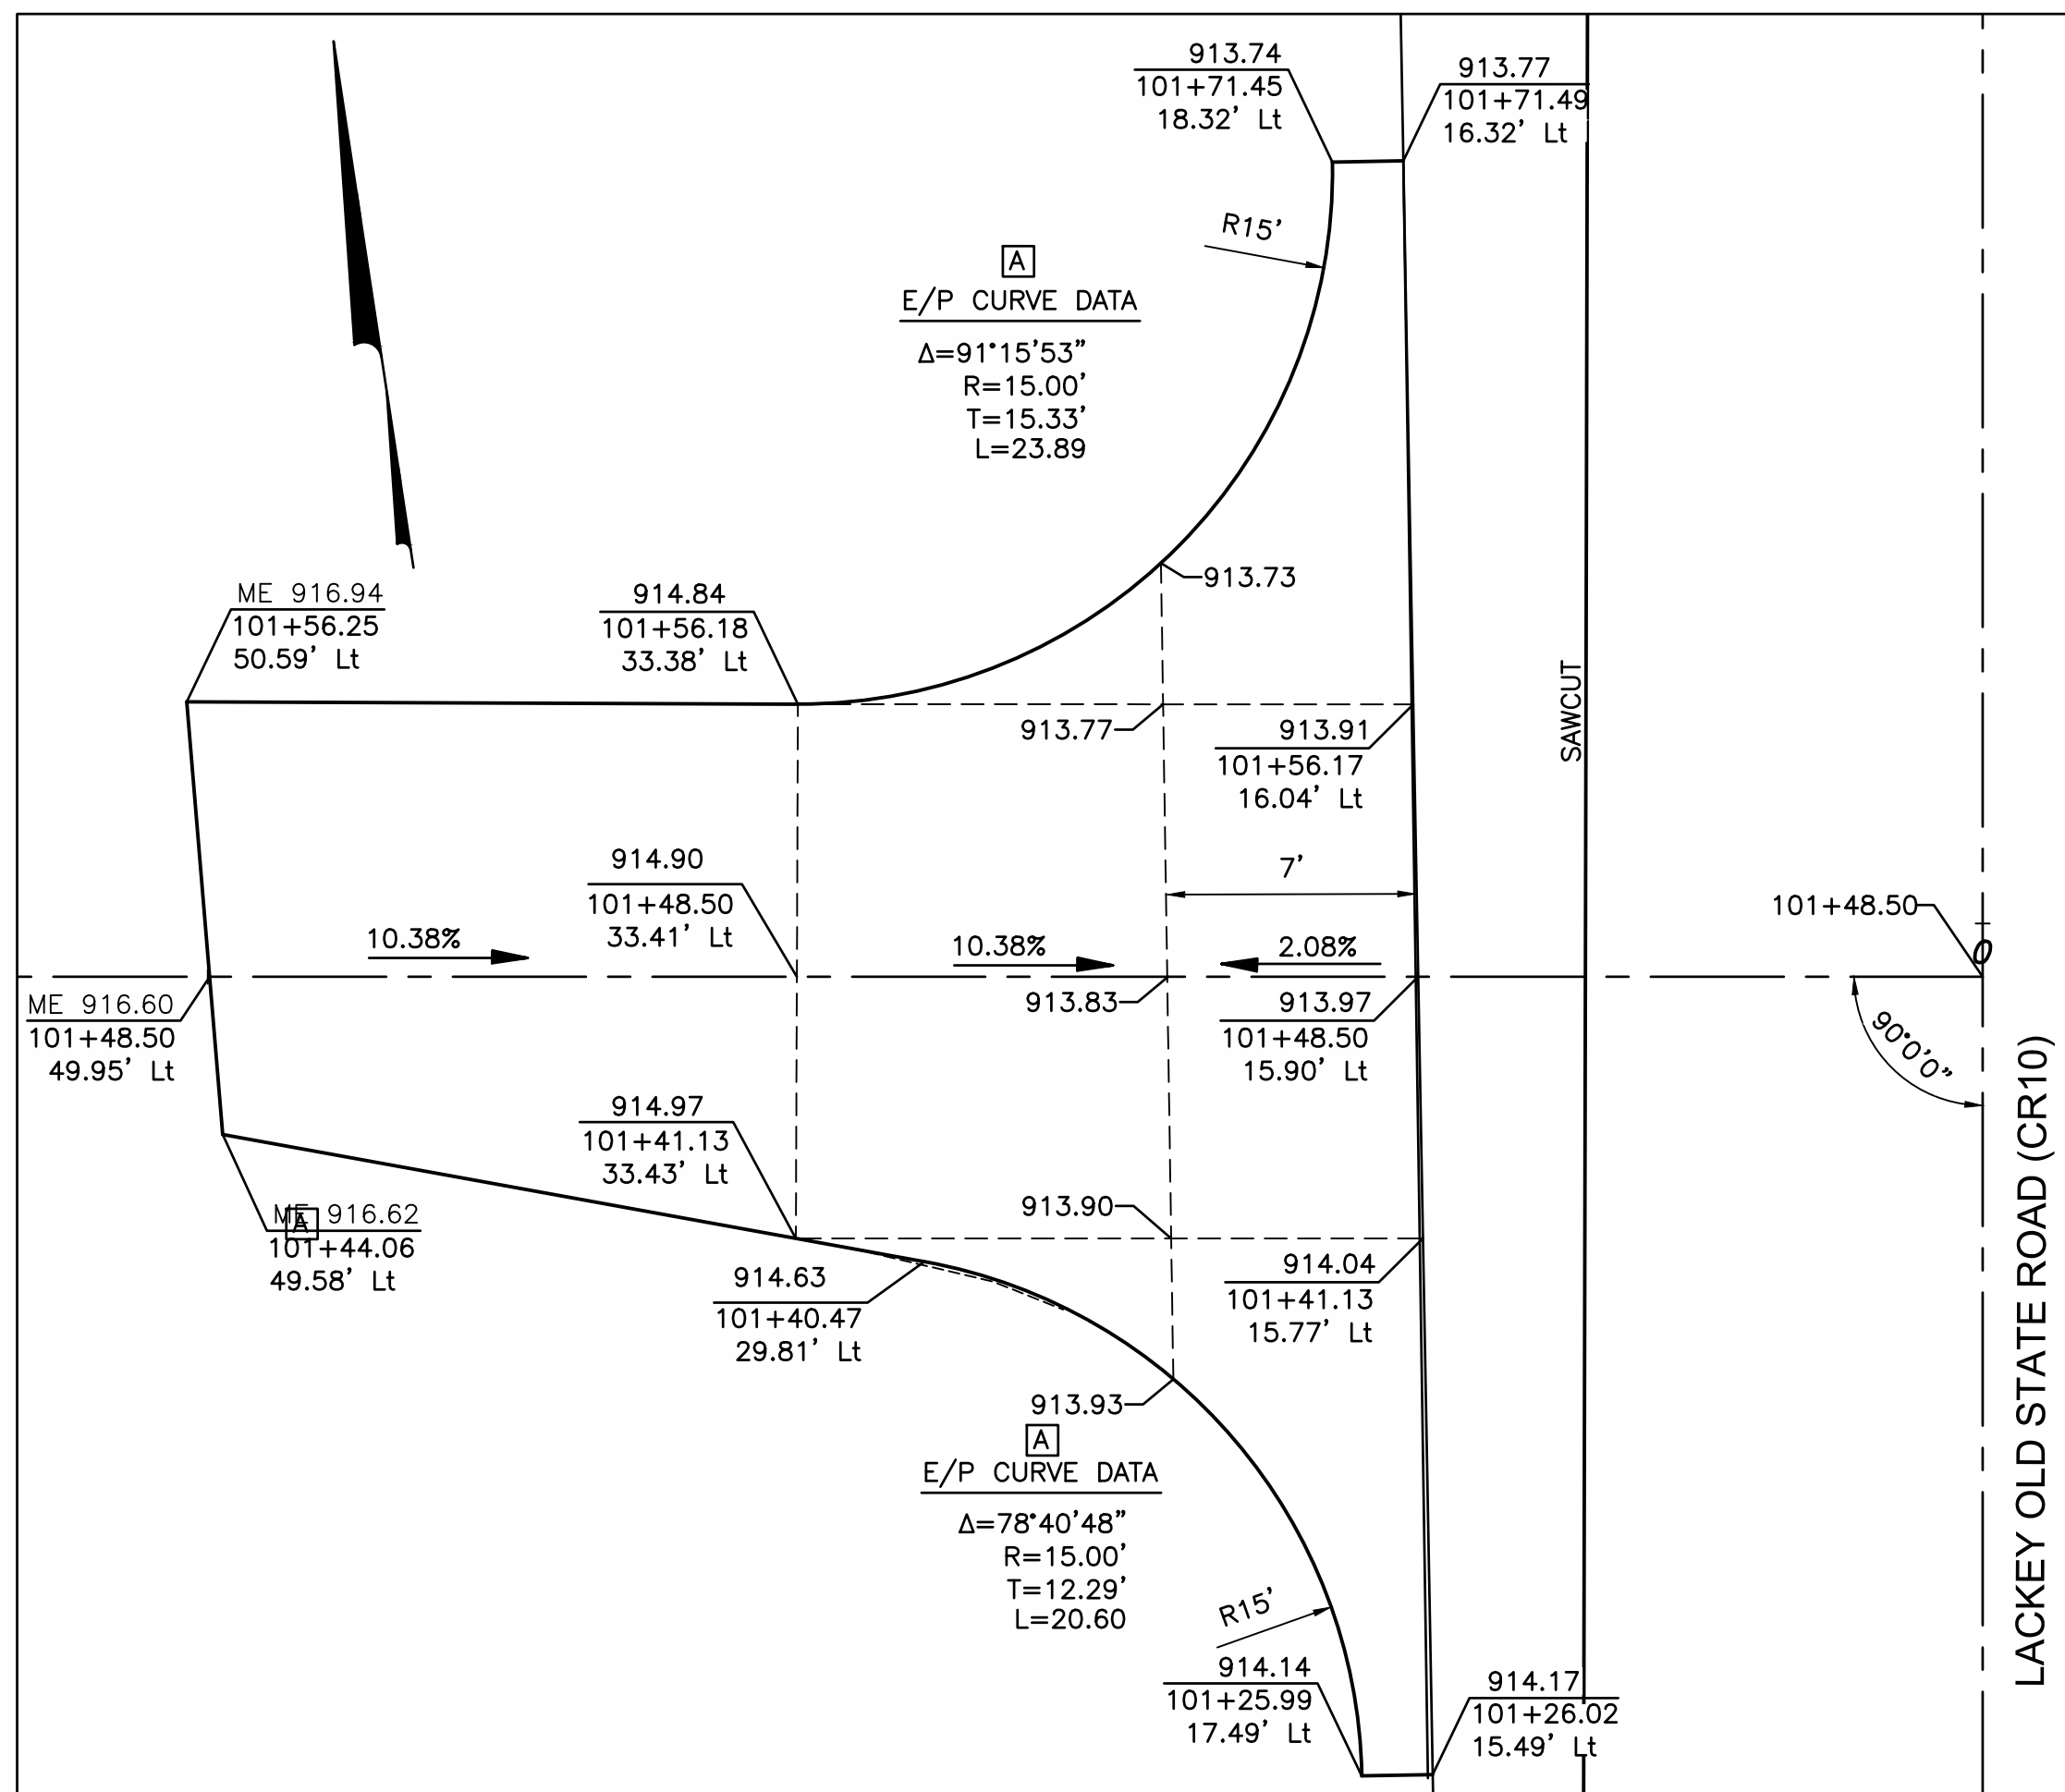 913.74
101+71.45
18.32' Lt
913.77
101+71.49
16.32' Lt
R15'
A
E/P CURVE DATA
Δ=91°15'53"
R=15.00'
T=15.33'
L=23.89
ME 916.94
101+56.25
50.59' Lt
914.84
101+56.18
33.38' Lt
913.73
913.77
913.91
101+56.17
16.04' Lt
SAWCUT
914.90
101+48.50
33.41' Lt
7'
101+48.50
10.38%
10.38%
2.08%
ME 916.60
101+48.50
49.95' Lt
913.83
913.97
101+48.50
15.90' Lt
90°0'0"
914.97
101+41.13
33.43' Lt
913.90
ME 916.62
A
101+44.06
49.58' Lt
914.63
101+40.47
29.81' Lt
914.04
101+41.13
15.77' Lt
913.93
A
E/P CURVE DATA
Δ=78°40'48"
R=15.00'
T=12.29'
L=20.60
R15'
914.14
101+25.99
17.49' Lt
914.17
101+26.02
15.49' Lt
LACKEY OLD STATE ROAD (CR10)